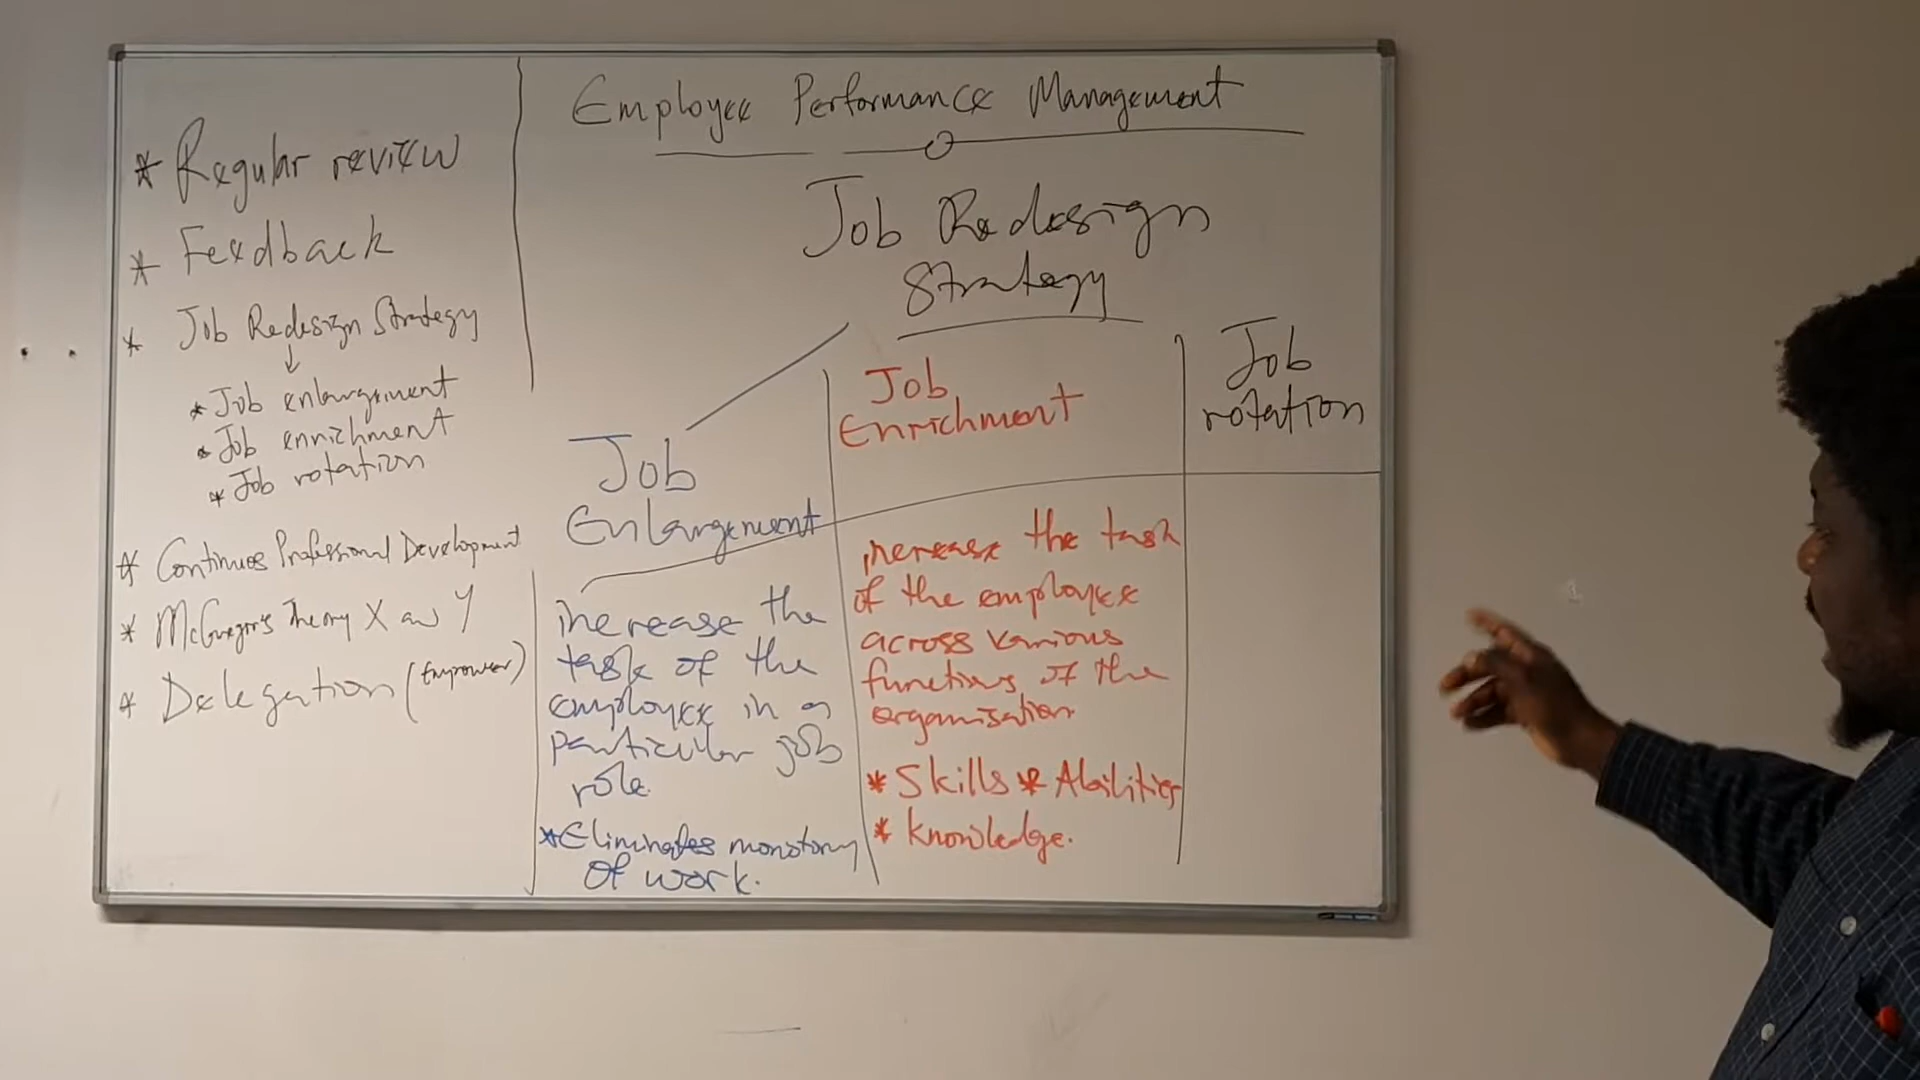 * Regular review
* Feedback
* Job Redesign Strategy
↓
* Job enlargement
* Job enrichment
* Job rotation
* Continues Professional Development
* McGregor's Theory X and Y
* Delegation (Empower)
Employee Performance Management
Job Redesign
Strategy
Job
Enlargement
increase the
task of the
employee in a
particular job
role.
* Eliminates monotony
of work.
Job
Enrichment
increase the task
of the employee
across various
functions of the
organisation
* Skills * Abilities
* knowledge.
Job
rotation